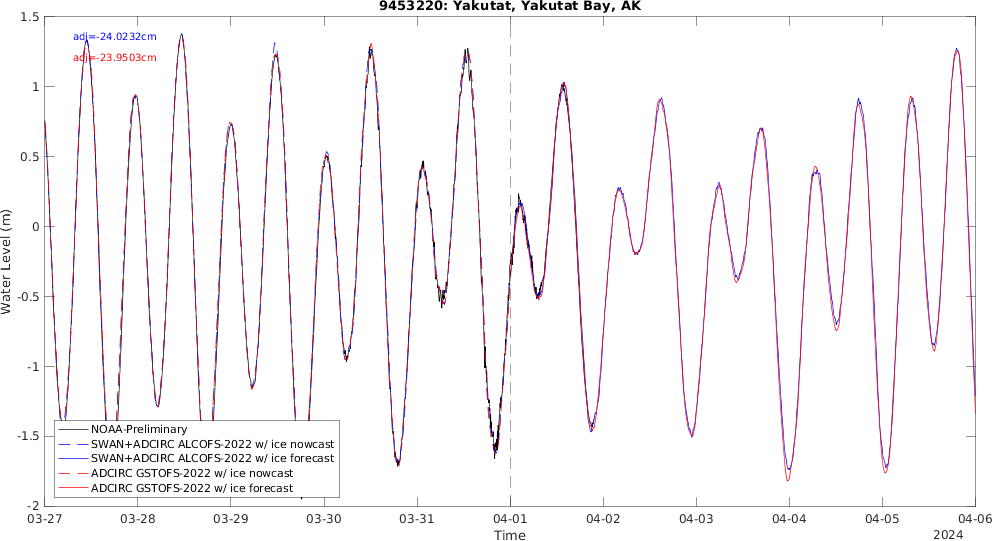 9453220: Yakutat, Yakutat Bay, AK
adj=-24.0232cm
adj=-23.9503cm
Water Level (m)
1.5
1
0.5
0
-0.5
-1
-1.5
-2
NOAA-Preliminary
SWAN+ADCIRC ALCOFS-2022 w/ ice nowcast
SWAN+ADCIRC ALCOFS-2022 w/ ice forecast
ADCIRC GSTOFS-2022 w/ ice nowcast
ADCIRC GSTOFS-2022 w/ ice forecast
03-27 03-28 03-29 03-30 03-31 04-01 04-02 04-03 04-04 04-05 04-06
Time
2024